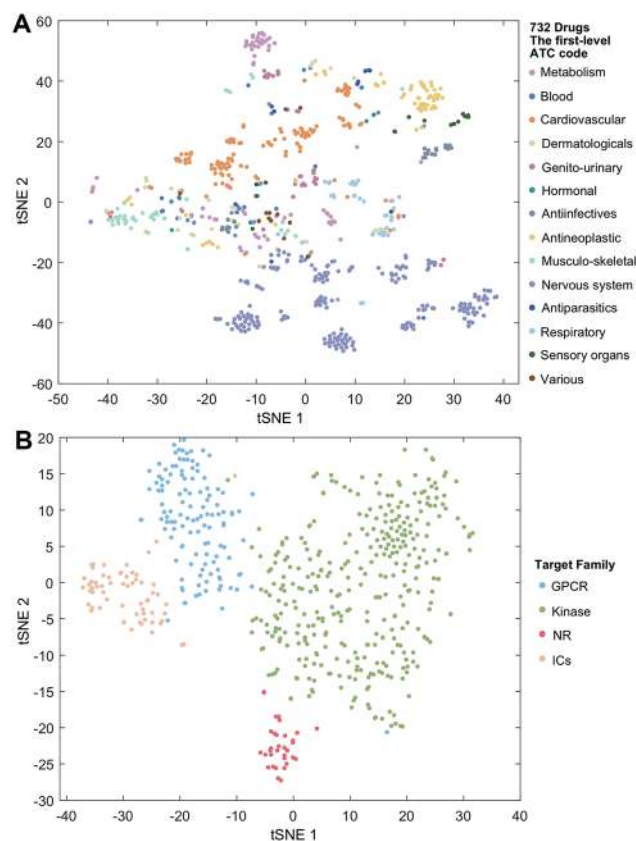 A
732 Drugs
The first-level
ATC code
Metabolism
Blood
Cardiovascular
Dermatologicals
Genito-urinary
Hormonal
Antiinfectives
Antineoplastic
Musculo-skeletal
Nervous system
Antiparasitics
Respiratory
Sensory organs
Various
60
40
20
0
-20
-40
-60
tSNE 2
-50 -40 -30 -20 -10 0 10 20 30 40
tSNE 1
B
20
15
10
5
0
-5
-10
-15
-20
-25
-30
tSNE 2
-40 -30 -20 -10 0 10 20 30 40
tSNE 1
Target Family
GPCR
Kinase
NR
ICs